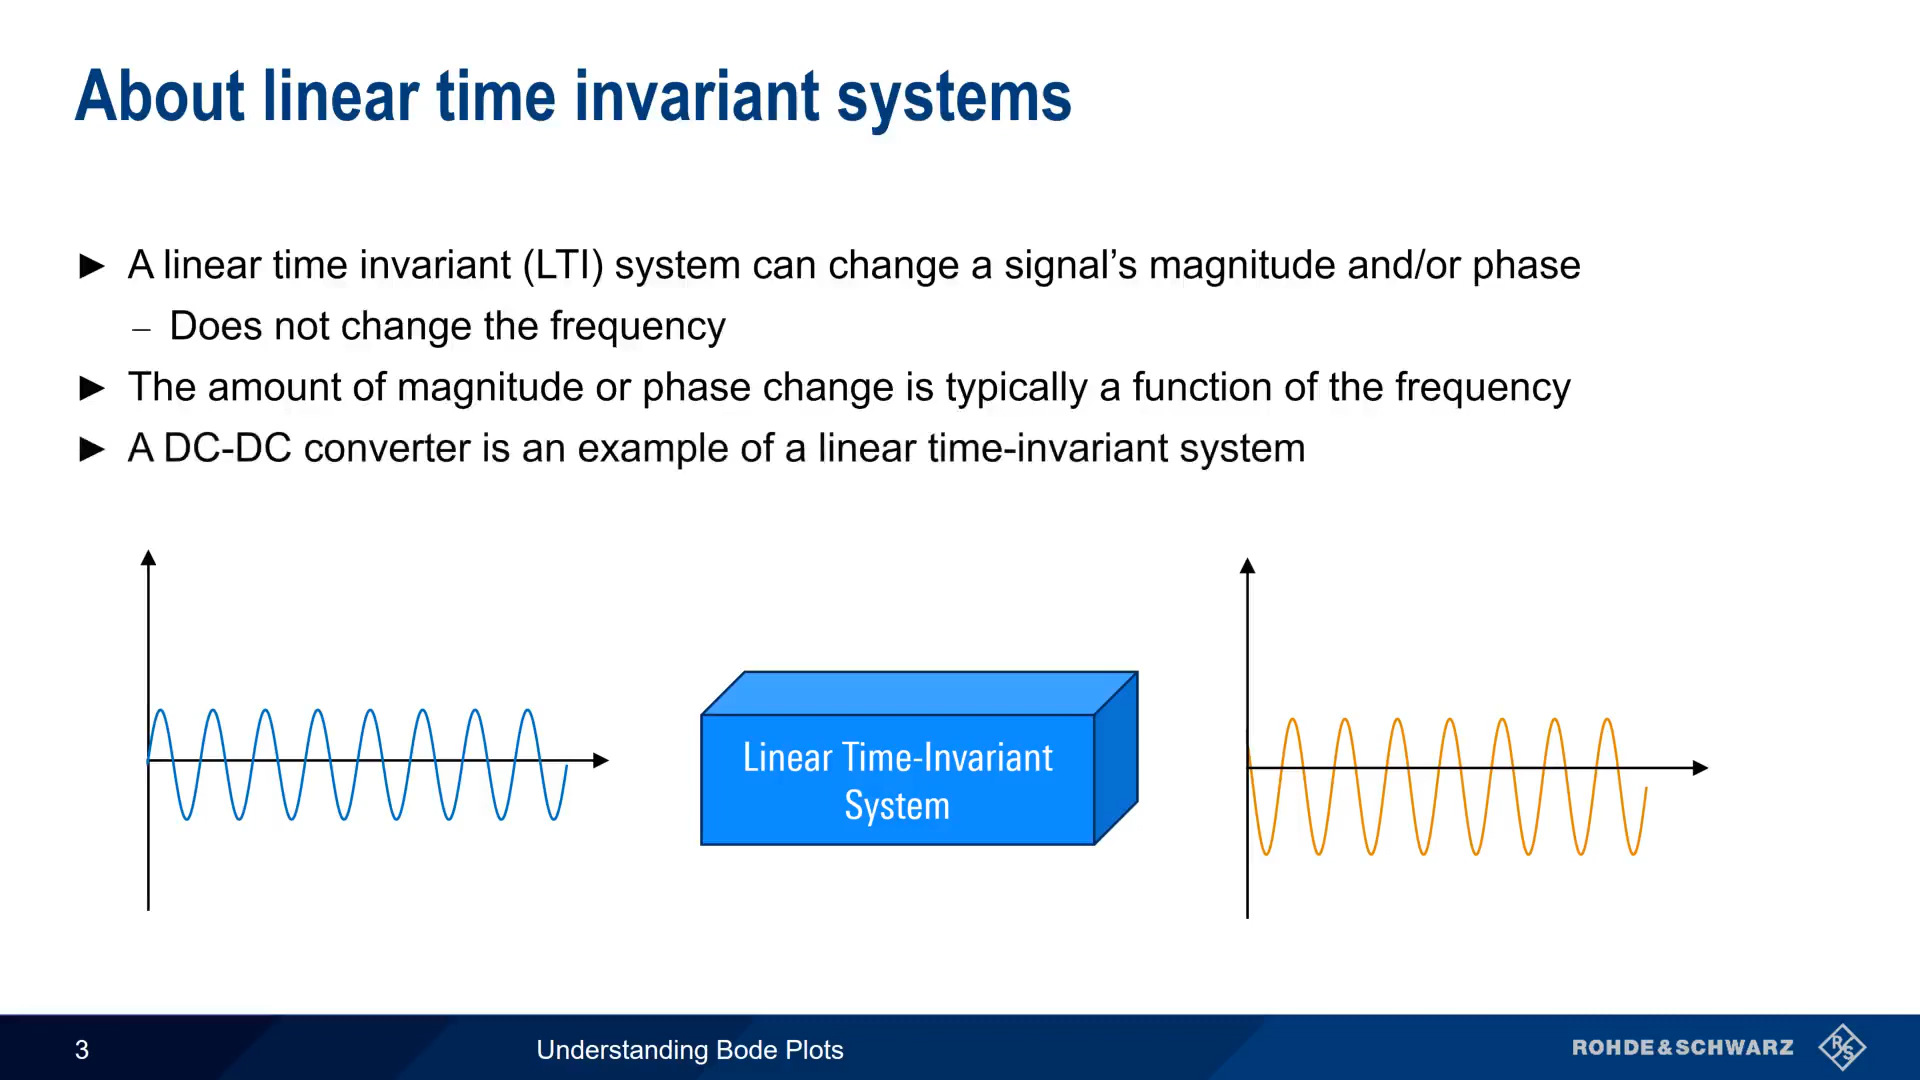 About linear time invariant systems
► A linear time invariant (LTI) system can change a signal’s magnitude and/or phase
– Does not change the frequency
► The amount of magnitude or phase change is typically a function of the frequency
► A DC-DC converter is an example of a linear time-invariant system
Linear Time-Invariant
System
3
Understanding Bode Plots
ROHDE&SCHWARZ
R&S